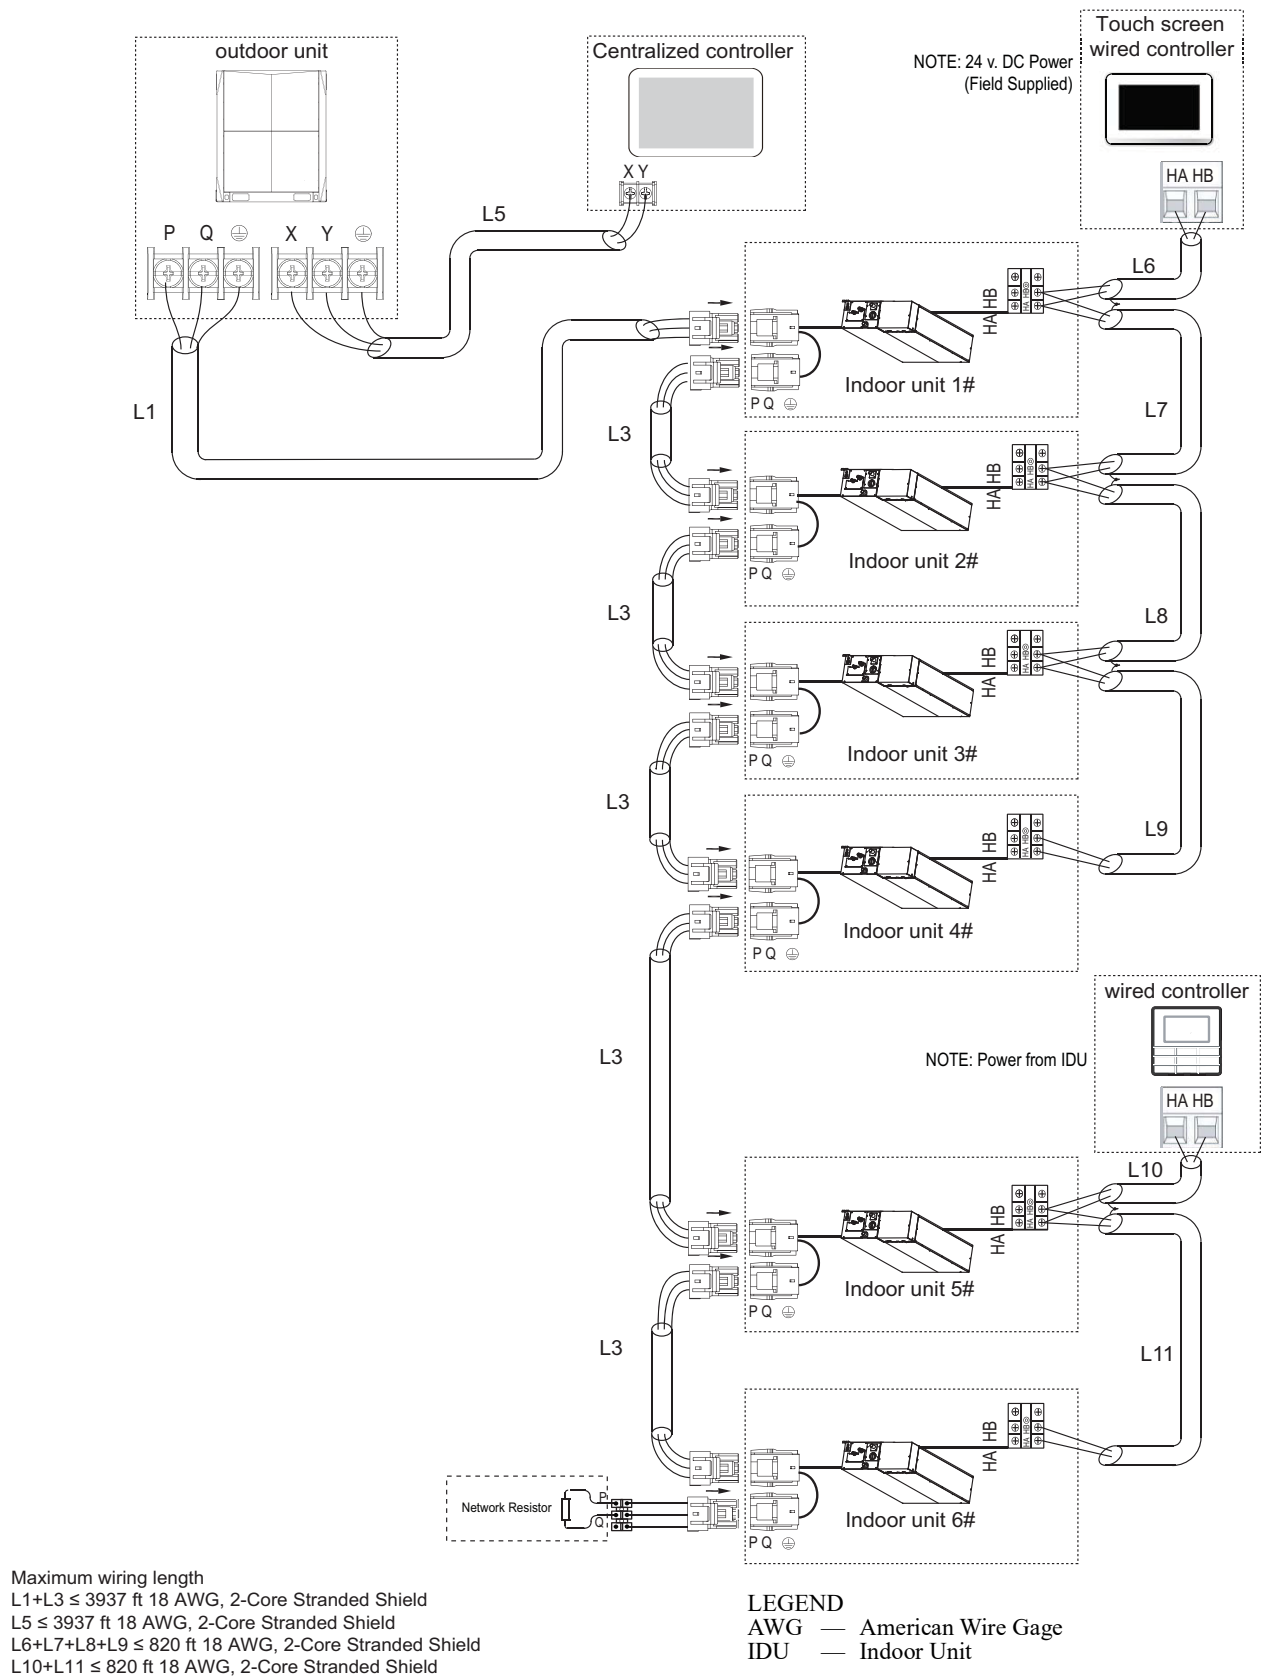 outdoor unit
Centralized controller
Touch screen
wired controller
NOTE: 24 v. DC Power
(Field Supplied)
X Y
HA HB
P Q X Y
L5
L6
L1
HA HB
Indoor unit 1#
P Q
L3
L7
HA HB
Indoor unit 2#
P Q
L3
L8
HA HB
Indoor unit 3#
P Q
L3
L9
HA HB
Indoor unit 4#
P Q
L3
wired controller
NOTE: Power from IDU
HA HB
L10
HA HB
Indoor unit 5#
P Q
L3
L11
HA HB
Indoor unit 6#
P Q
Network Resistor
P
Q
Maximum wiring length
L1+L3 ≤ 3937 ft 18 AWG, 2-Core Stranded Shield
L5 ≤ 3937 ft 18 AWG, 2-Core Stranded Shield
L6+L7+L8+L9 ≤ 820 ft 18 AWG, 2-Core Stranded Shield
L10+L11 ≤ 820 ft 18 AWG, 2-Core Stranded Shield
LEGEND
AWG — American Wire Gage
IDU — Indoor Unit